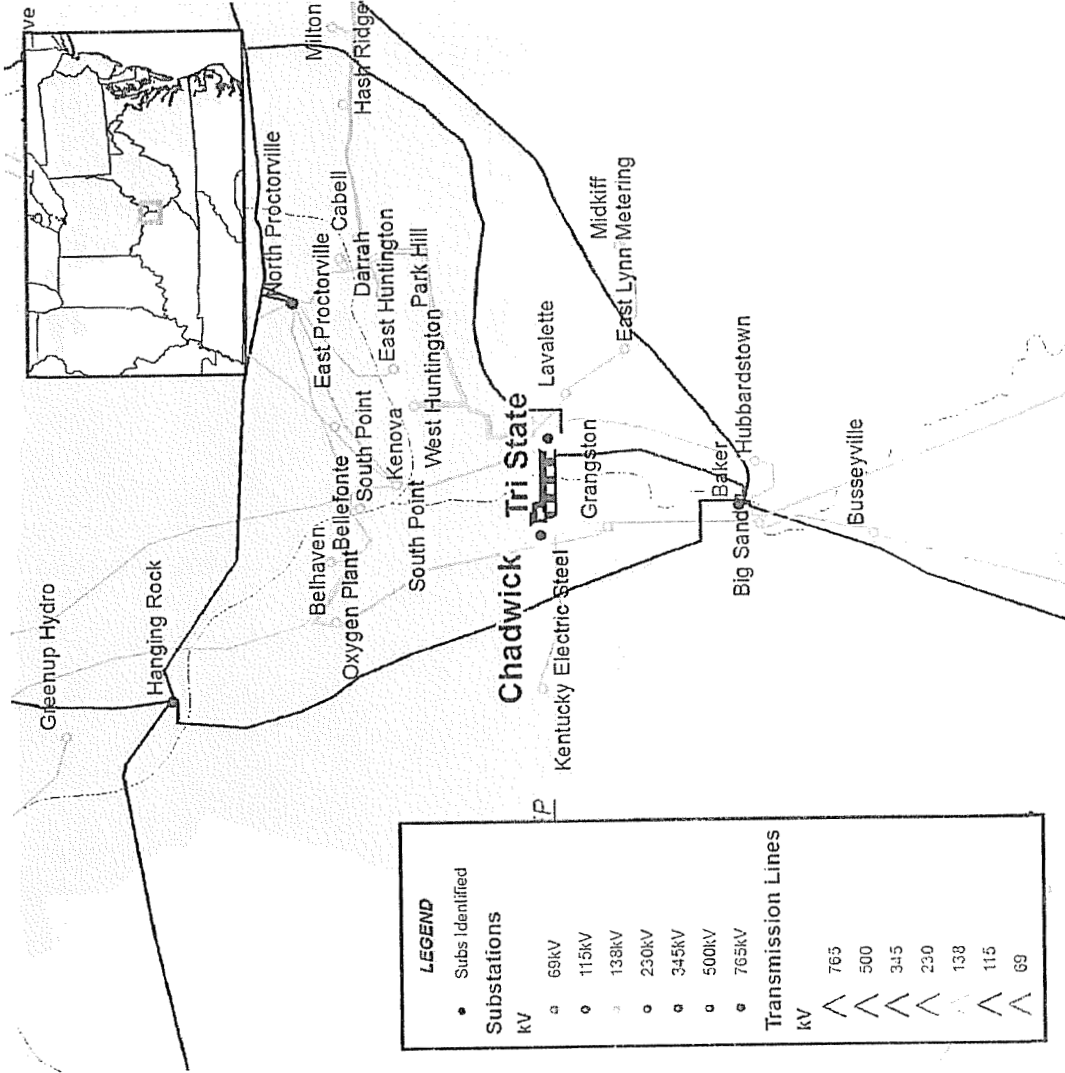 ve
Milton
Hash Ridge
North Proctorville
Cabell
East Proctorville
Darrah
East Huntington
Park Hill
Midkiff
East Lynn Metering
South Point
Kenova
West Huntington
Lavalette
Tri State
Belhaven
Bellefonte
Oxygen Plant
South Point
Grangston
Hubbardstown
Baker
Big Sand
Busseyville
Greenup Hydro
Hanging Rock
Chadwick
Kentucky Electric Steel
LEGEND
Subs Identified
Substations
kV
69kV
115kV
138kV
230kV
345kV
500kV
765kV
Transmission Lines
kV
765
500
345
230
138
115
69